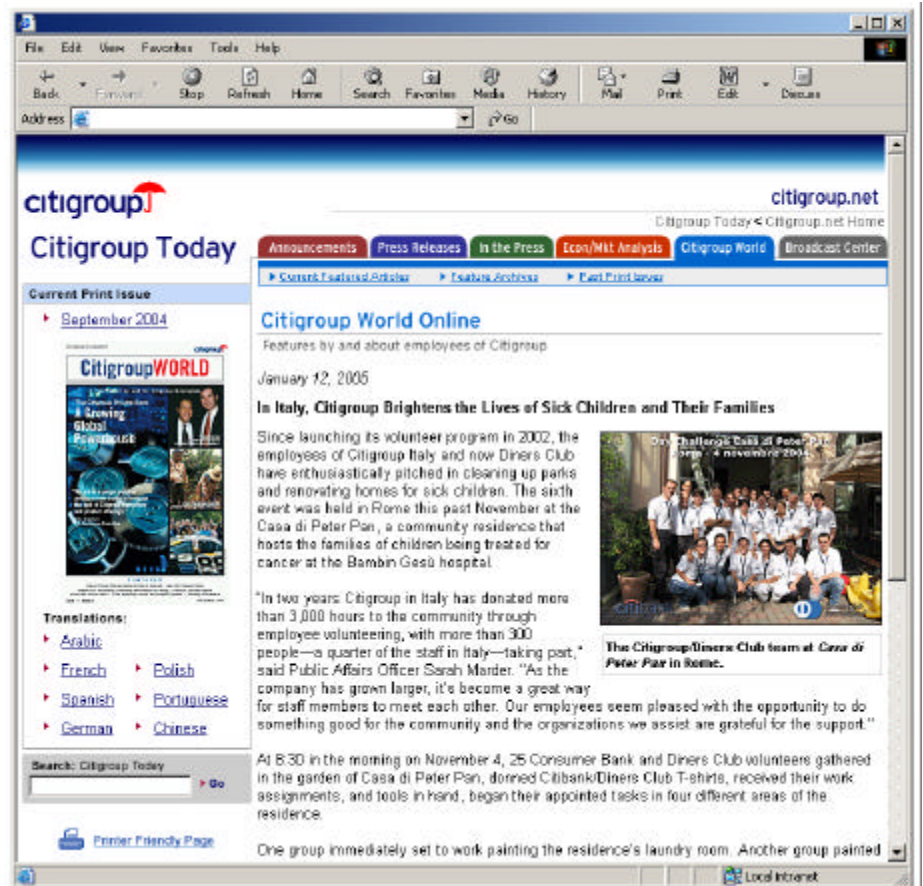 File Edit View Favorites Tools Help
Back Forward Stop Refresh Home Search Favorites Media History Mail Print Edit Discuss
Address Go
citigroup
citigroup.net
Citigroup Today < Citigroup.net Home
Citigroup Today
Announcements Press Releases In the Press Econ/Mkt Analysis Citigroup World Broadcast Center
Current Featured Articles Feature Archives Past Print Issues
Current Print Issue
September 2004
CitigroupWORLD
A Growing
Global
Powerhouse
Translations:
Arabic
French Polish
Spanish Portuguese
German Chinese
Search: Citigroup Today
Go
Printer Friendly Page
Citigroup World Online
Features by and about employees of Citigroup
January 12, 2005
In Italy, Citigroup Brightens the Lives of Sick Children and Their Families
Since launching its volunteer program in 2002, the
employees of Citigroup Italy and now Diners Club
have enthusiastically pitched in cleaning up parks
and renovating homes for sick children. The sixth
event was held in Rome this past November at the
Casa di Peter Pan, a community residence that
hosts the families of children being treated for
cancer at the Bambin Gesù hospital.
Day Challenge Casa di Peter Pan
- 4 novembre 2004
citibank
The Citigroup/Diners Club team at Casa di
Peter Pan in Rome.
"In two years Citigroup in Italy has donated more
than 3,000 hours to the community through
employee volunteering, with more than 300
people—a quarter of the staff in Italy—taking part,"
said Public Affairs Officer Sarah Marder. "As the
company has grown larger, it's become a great way
for staff members to meet each other. Our employees seem pleased with the opportunity to do
something good for the community and the organizations we assist are grateful for the support."
At 8:30 in the morning on November 4, 25 Consumer Bank and Diners Club volunteers gathered
in the garden of Casa di Peter Pan, donned Citibank/Diners Club T-shirts, received their work
assignments, and tools in hand, began their appointed tasks in four different areas of the
residence.
One group immediately set to work painting the residence's laundry room. Another group painted
Local intranet